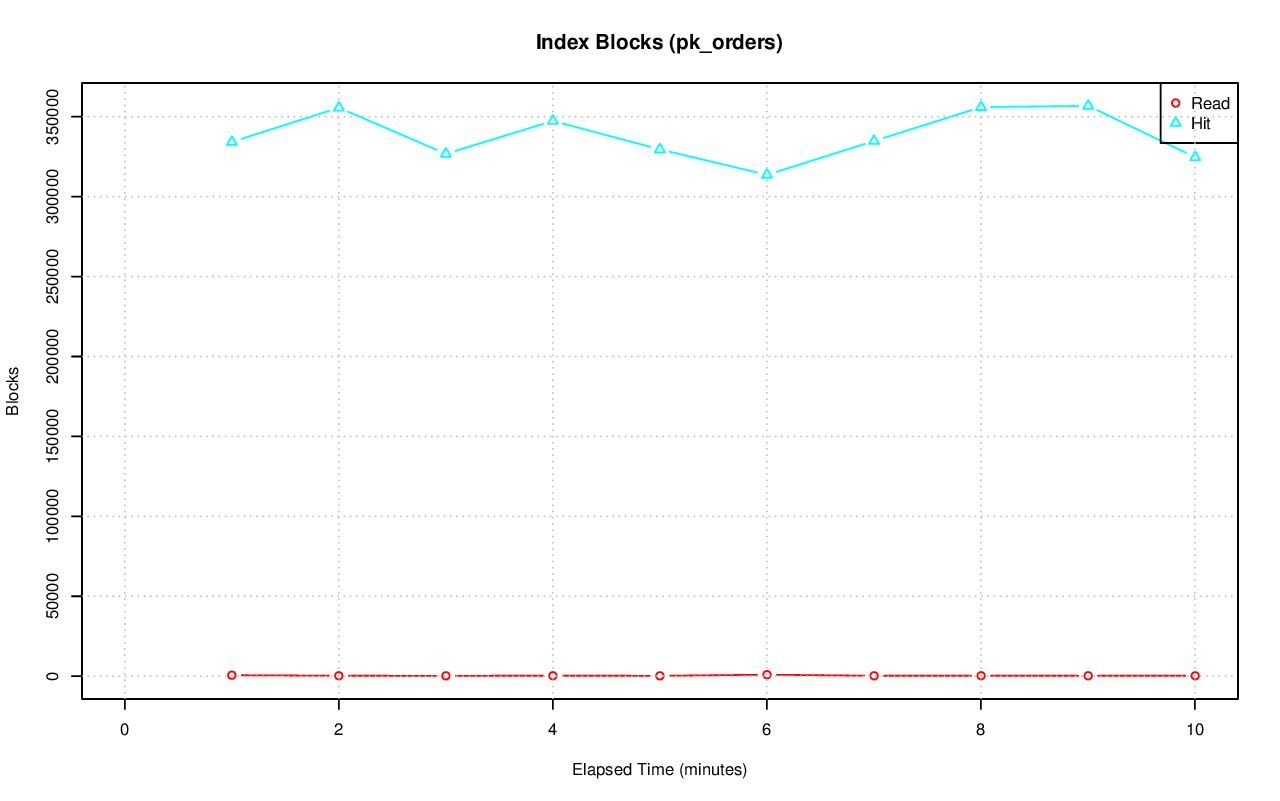 Index Blocks (pk_orders)
Read
Hit
350000
300000
250000
200000
150000
100000
50000
0
Blocks
0 2 4 6 8 10
Elapsed Time (minutes)